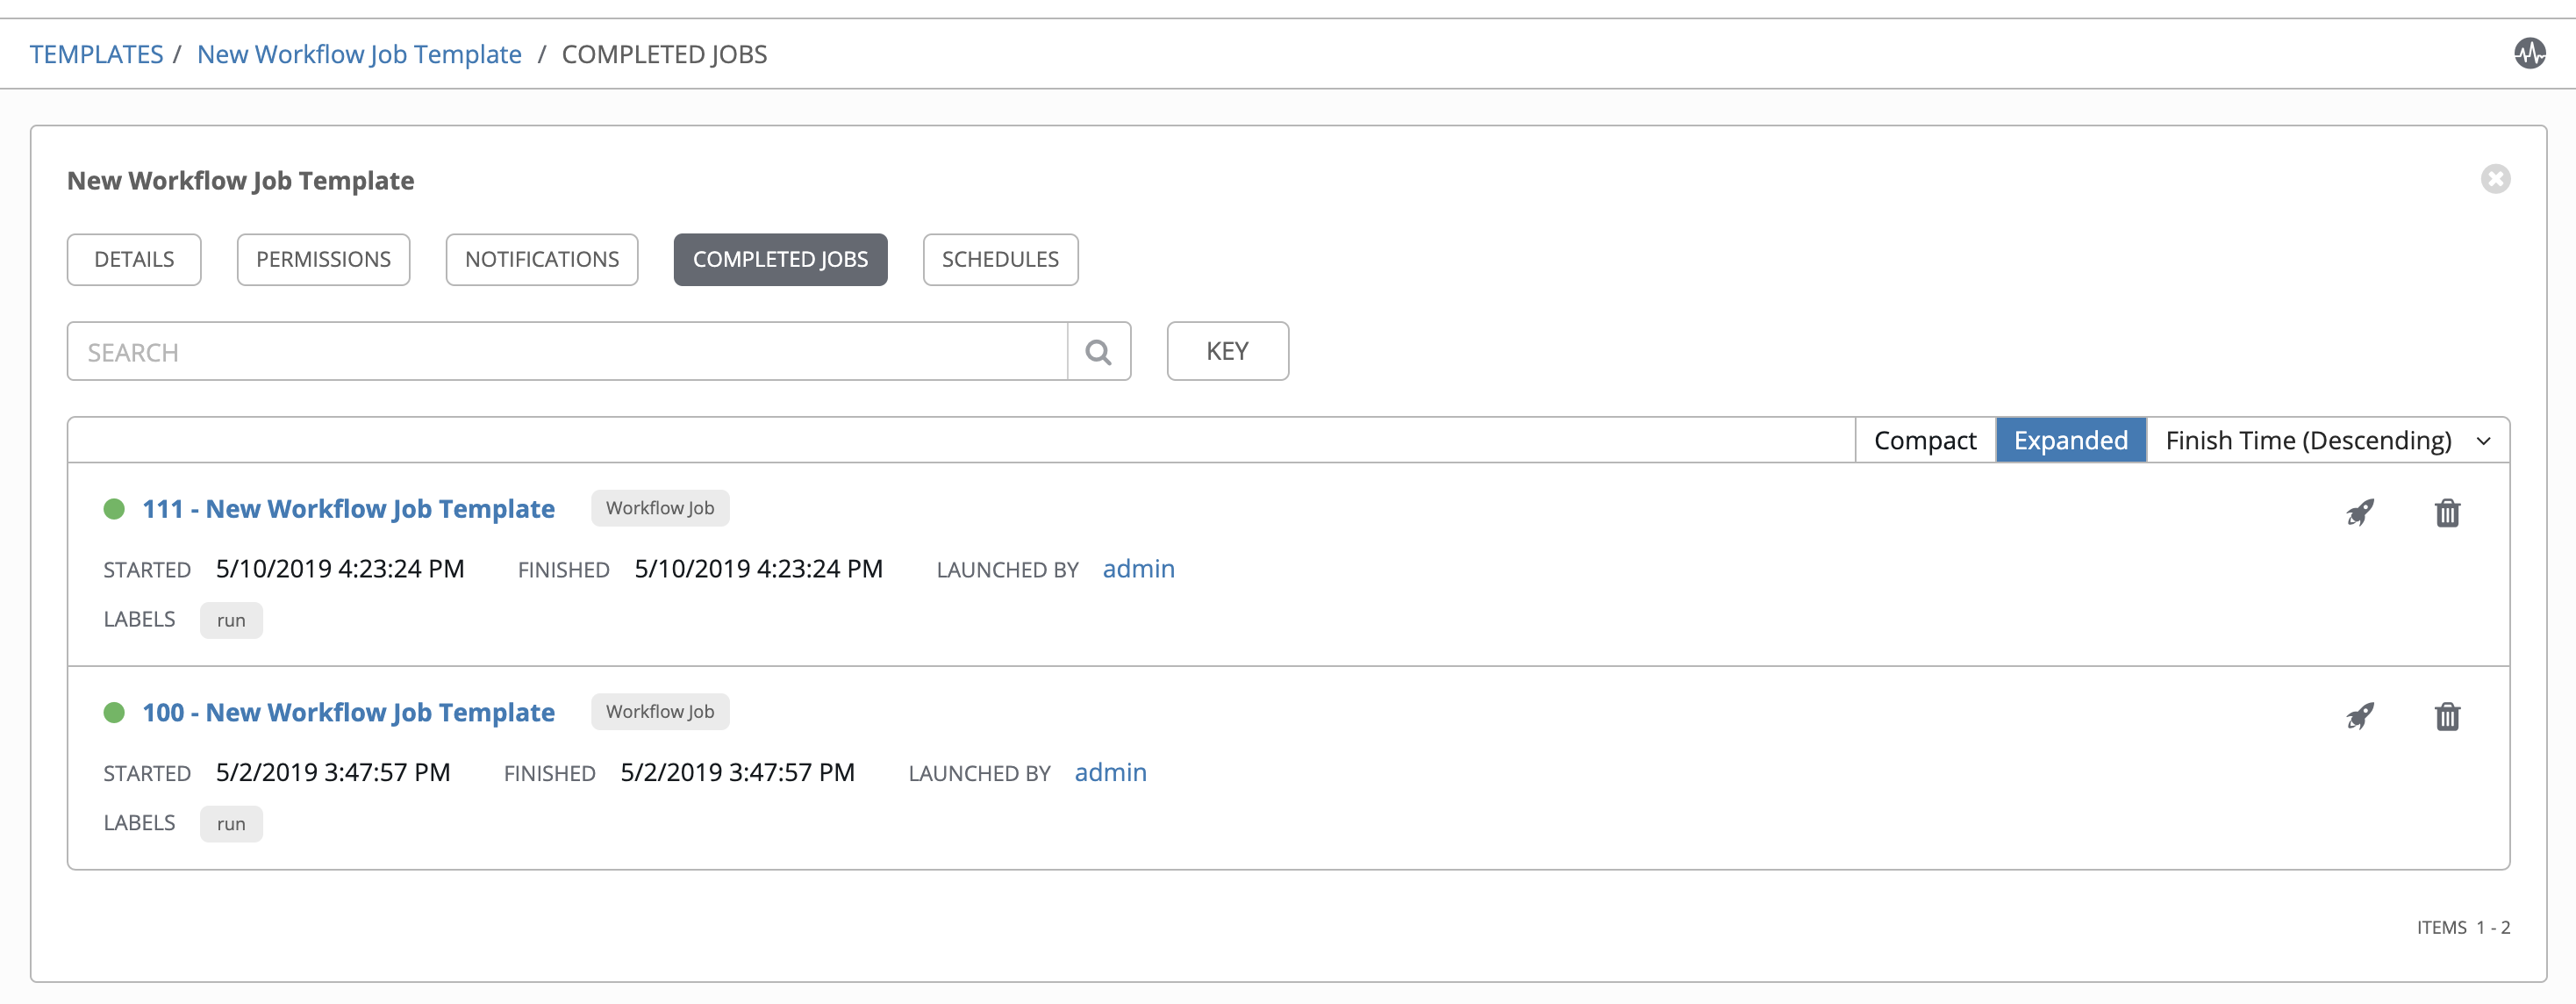 TEMPLATES / New Workflow Job Template / COMPLETED JOBS
New Workflow Job Template
DETAILS PERMISSIONS NOTIFICATIONS COMPLETED JOBS SCHEDULES
SEARCH KEY
Compact Expanded Finish Time (Descending)
111 - New Workflow Job Template Workflow Job
STARTED 5/10/2019 4:23:24 PM FINISHED 5/10/2019 4:23:24 PM LAUNCHED BY admin
LABELS run
100 - New Workflow Job Template Workflow Job
STARTED 5/2/2019 3:47:57 PM FINISHED 5/2/2019 3:47:57 PM LAUNCHED BY admin
LABELS run
ITEMS 1 - 2